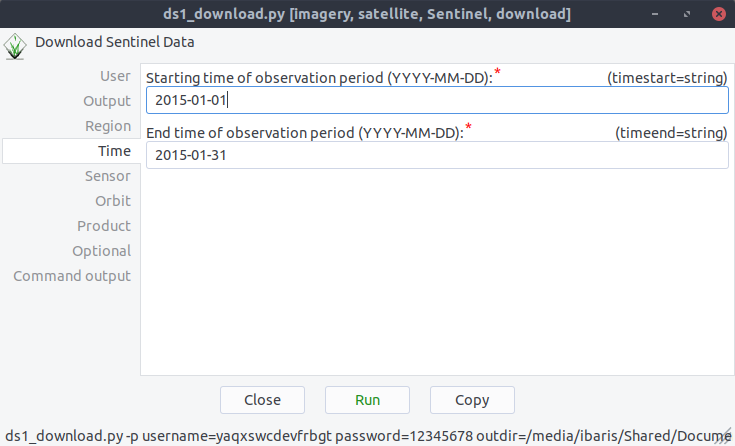 ds1_download.py [imagery, satellite, Sentinel, download]
Download Sentinel Data
User
Output
Region
Time
Sensor
Orbit
Product
Optional
Command output
Starting time of observation period (YYYY-MM-DD):* (timestart=string)
2015-01-01
End time of observation period (YYYY-MM-DD):* (timeend=string)
2015-01-31
Close Run Copy
ds1_download.py -p username=yaqxswcdevfrbgt password=12345678 outdir=/media/ibaris/Shared/Docume